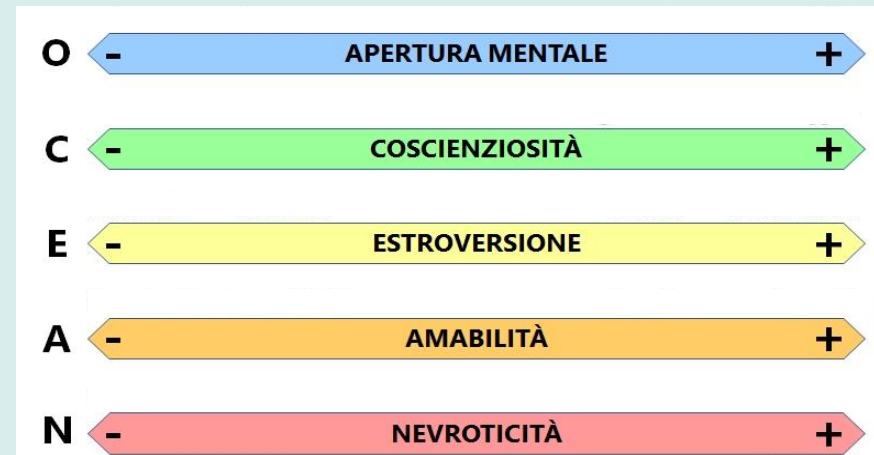 O - APERTURA MENTALE +
C - COSCIENZIOSITÀ +
E - ESTROVERSIONE +
A - AMABILITÀ +
N - NEVROTICITÀ +